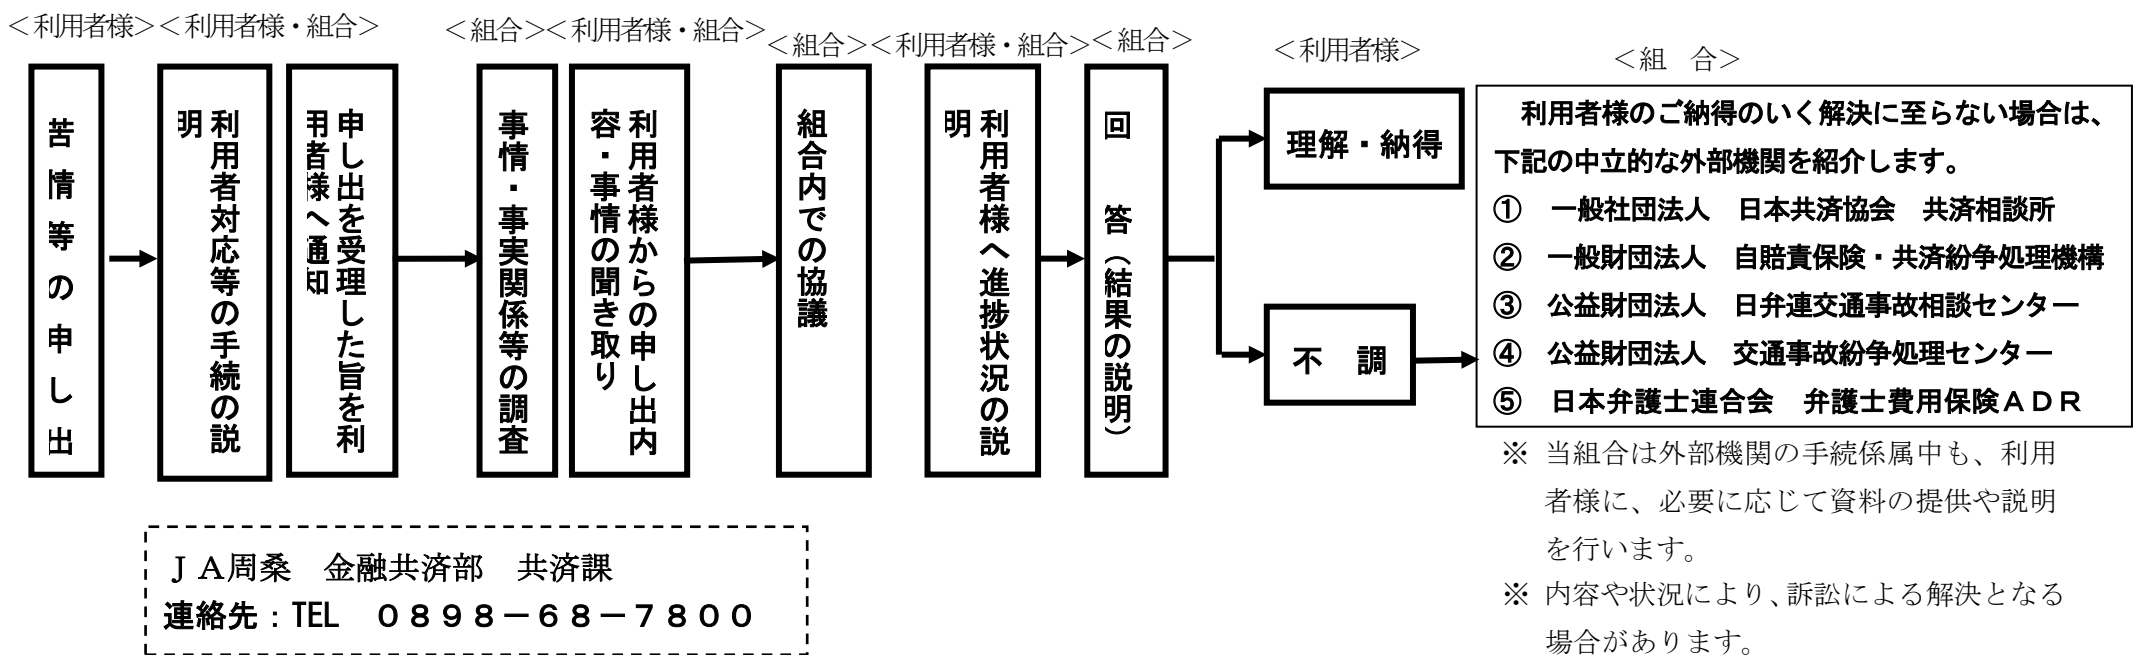 ＜利用者様＞
＜利用者様・組合＞
＜組合＞
＜利用者様・組合＞
＜組合＞
＜利用者様・組合＞
＜組合＞
＜利用者様＞
＜組　合＞
苦情等の申し出
利用者対応等の手続の説
明
申し出を受理した旨を利
用者様へ通知
事情・事実関係等の調査
利用者様からの申し出内
容・事情の聞き取り
組合内での協議
利用者様へ進捗状況の説
明
回　答（結果の説明）
理解・納得
不　調
利用者様のご納得のいく解決に至らない場合は、
下記の中立的な外部機関を紹介します。
①　一般社団法人　日本共済協会　共済相談所
②　一般財団法人　自賠責保険・共済紛争処理機構
③　公益財団法人　日弁連交通事故相談センター
④　公益財団法人　交通事故紛争処理センター
⑤　日本弁護士連合会　弁護士費用保険ＡＤＲ
※ 当組合は外部機関の手続係属中も、利用
者様に、必要に応じて資料の提供や説明
を行います。
※ 内容や状況により、訴訟による解決となる
場合があります。
ＪＡ周桑　金融共済部　共済課
連絡先：TEL　０８９８－６８－７８００